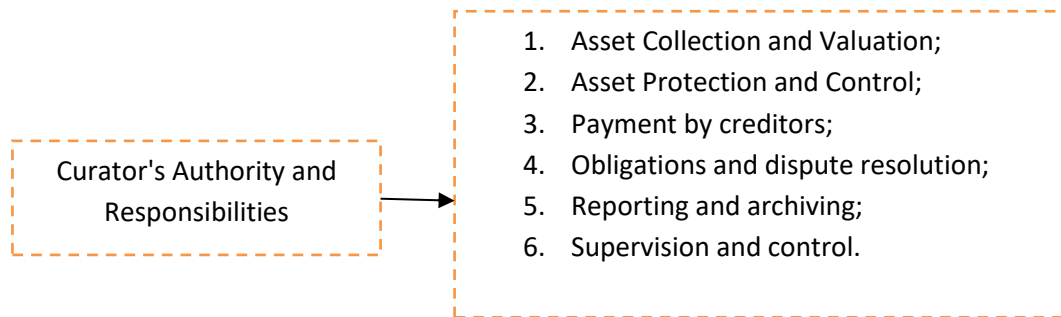 Curator's Authority and
Responsibilities
1. Asset Collection and Valuation;
2. Asset Protection and Control;
3. Payment by creditors;
4. Obligations and dispute resolution;
5. Reporting and archiving;
6. Supervision and control.